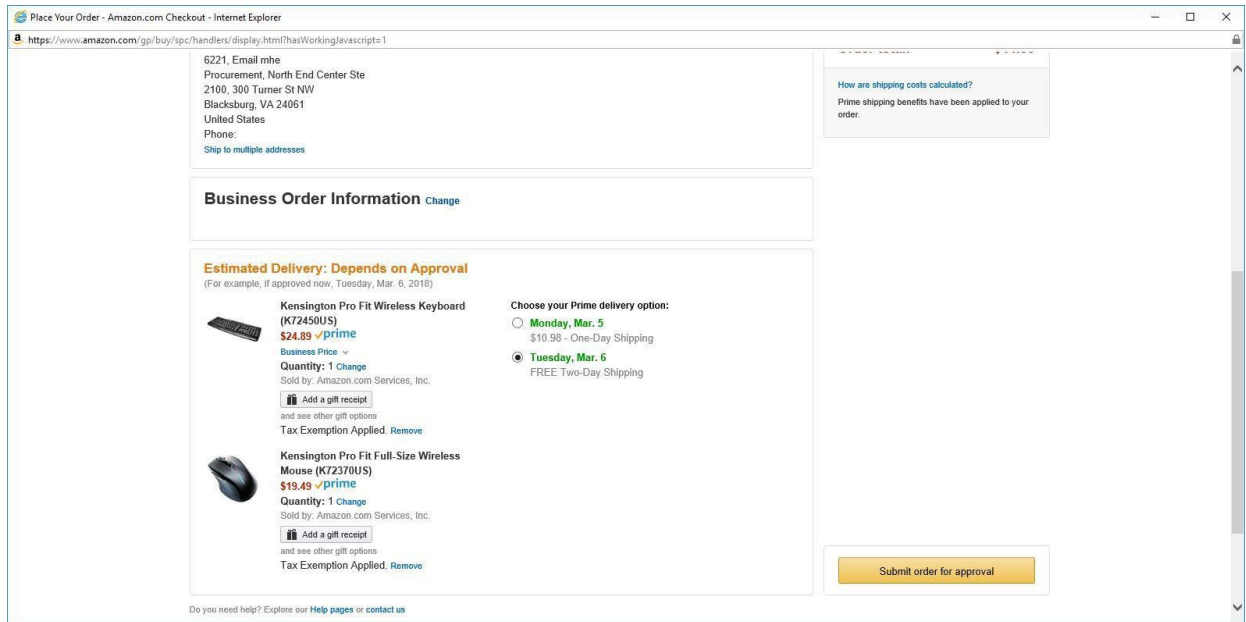 Place Your Order - Amazon.com Checkout - Internet Explorer
https://www.amazon.com/gp/buy/spc/handlers/display.html?hasWorkingJavascript=1
6221, Email mhe
Procurement, North End Center Ste
2100, 300 Turner St NW
Blacksburg, VA 24061
United States
Phone:
Ship to multiple addresses
How are shipping costs calculated?
Prime shipping benefits have been applied to your
order.
Business Order Information Change
Estimated Delivery: Depends on Approval
(For example, if approved now, Tuesday, Mar. 6, 2018)
Kensington Pro Fit Wireless Keyboard
(K72450US)
$24.89 prime
Business Price
Quantity: 1 Change
Sold by: Amazon.com Services, Inc.
Add a gift receipt
and see other gift options
Tax Exemption Applied. Remove
Choose your Prime delivery option:
Monday, Mar. 5
$10.98 - One-Day Shipping
Tuesday, Mar. 6
FREE Two-Day Shipping
Kensington Pro Fit Full-Size Wireless
Mouse (K72370US)
$19.49 prime
Quantity: 1 Change
Sold by: Amazon.com Services, Inc.
Add a gift receipt
and see other gift options
Tax Exemption Applied. Remove
Submit order for approval
Do you need help? Explore our Help pages or contact us